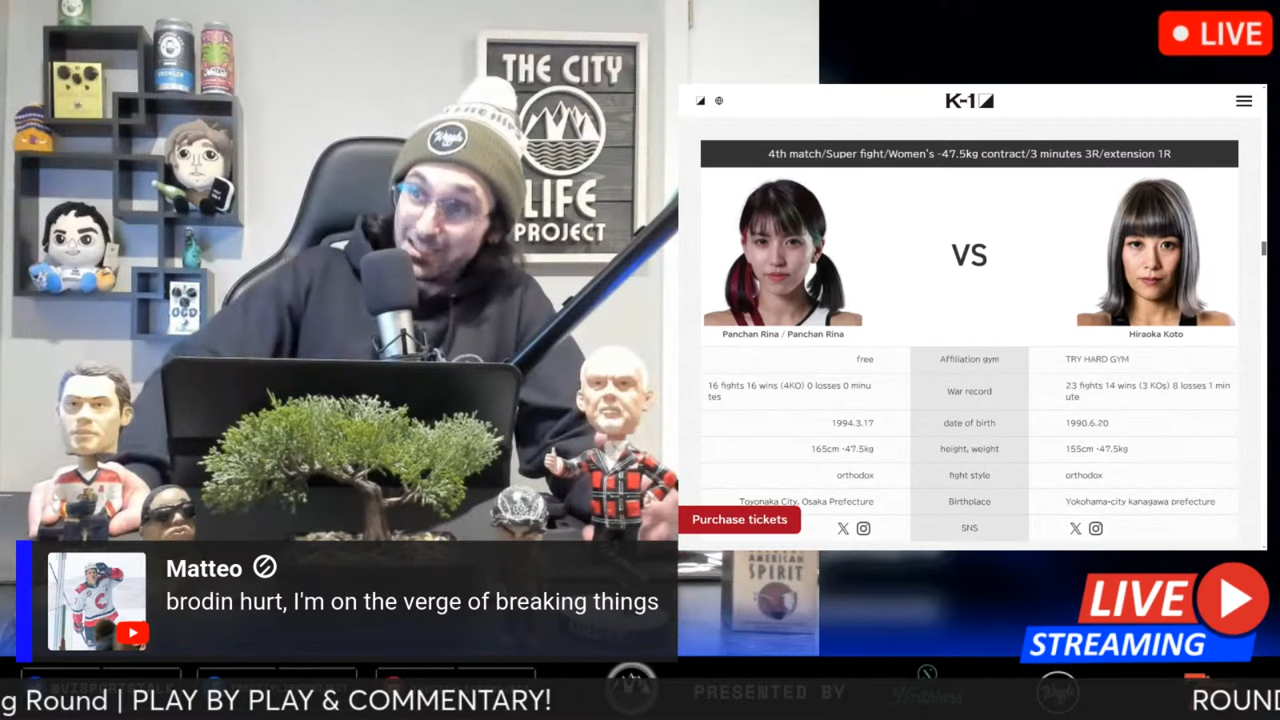 LIVE
THE CITY
LIFE
PROJECT
K-1
4th match/Super fight/Women's -47.5kg contract/3 minutes 3R/extension 1R
VS
Panchan Rina / Panchan Rina
Hiraoka Koto
free
Affiliation gym
TRY HARD GYM
16 fights 16 wins (4KO) 0 losses 0 minu
tes
War record
23 fights 14 wins (3 KOs) 8 losses 1 min
ute
1994.3.17
date of birth
1990.6.20
165cm -47.5kg
height, weight
155cm -47.5kg
orthodox
fight style
orthodox
Toyonaka City, Osaka Prefecture
Birthplace
Yokohama-city kanagawa prefecture
SNS
Purchase tickets
OCD
AMERICAN
SPIRIT
Matteo
brodin hurt, I'm on the verge of breaking things
LIVE
STREAMING
PRESENTED BY
Northland
g Round | PLAY BY PLAY & COMMENTARY!
ROUND